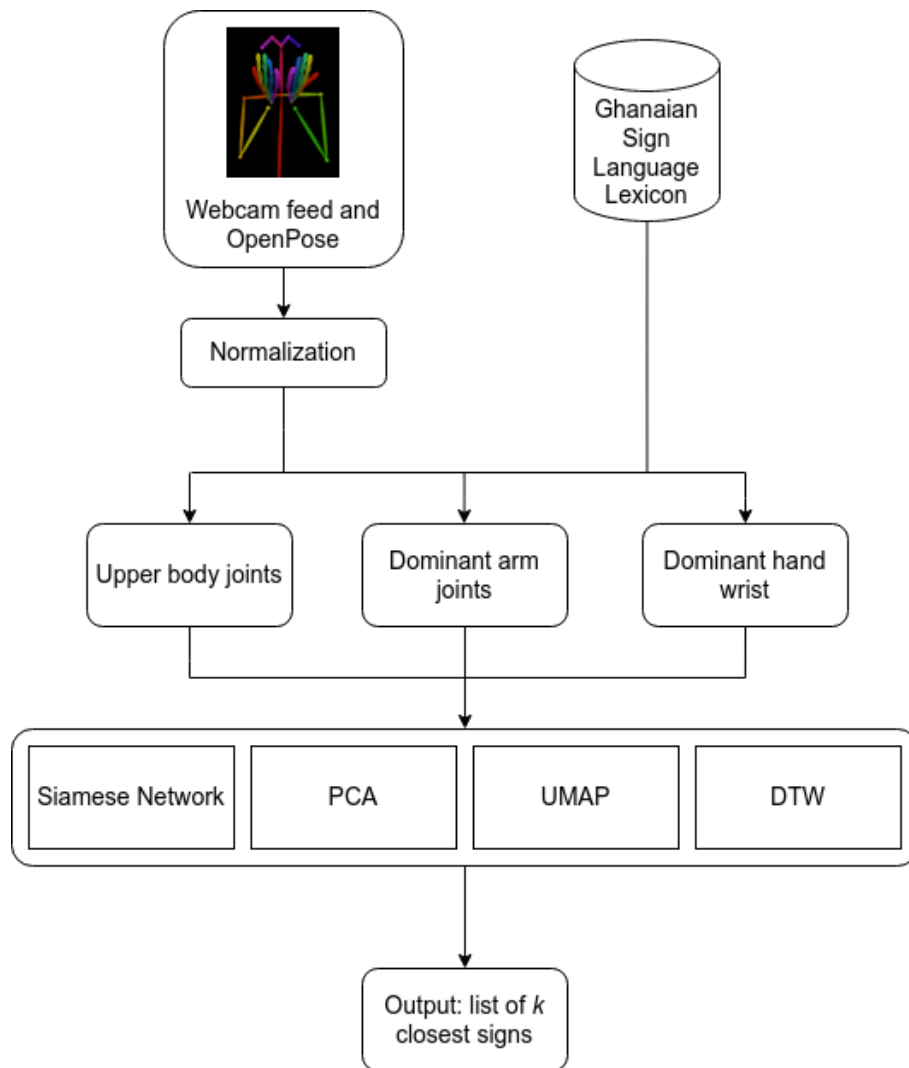 Webcam feed and
OpenPose
Ghanaian
Sign
Language
Lexicon
Normalization
Upper body joints
Dominant arm
joints
Dominant hand
wrist
Siamese Network
PCA
UMAP
DTW
Output: list of k
closest signs